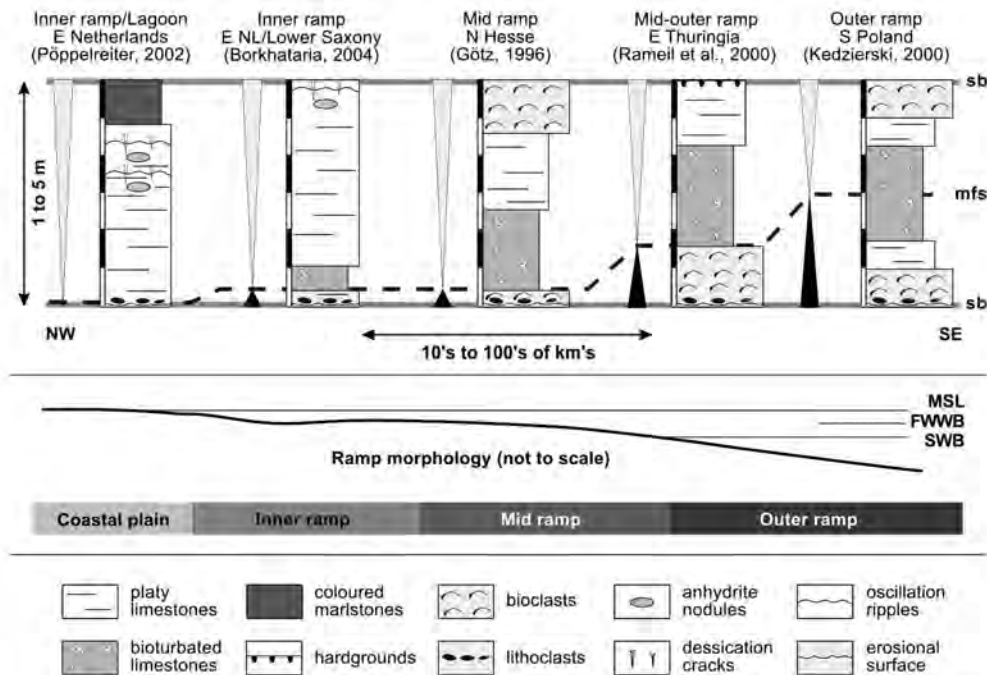 Inner ramp/Lagoon
E Netherlands
(Pöppelreiter, 2002)
Inner ramp
E NL/Lower Saxony
(Borkhataria, 2004)
Mid ramp
N Hesse
(Götz, 1996)
Mid-outer ramp
E Thuringia
(Rameil et al., 2000)
Outer ramp
S Poland
(Kedzierski, 2000)
sb
1 to 5 m
mfs
sb
NW
SE
10's to 100's of km's
MSL
FWWB
SWB
Ramp morphology (not to scale)
Coastal plain
Inner ramp
Mid ramp
Outer ramp
platy
limestones
coloured
marlstones
bioclasts
anhydrite
nodules
oscillation
ripples
bioturbated
limestones
hardgrounds
lithoclasts
dessication
cracks
erosional
surface